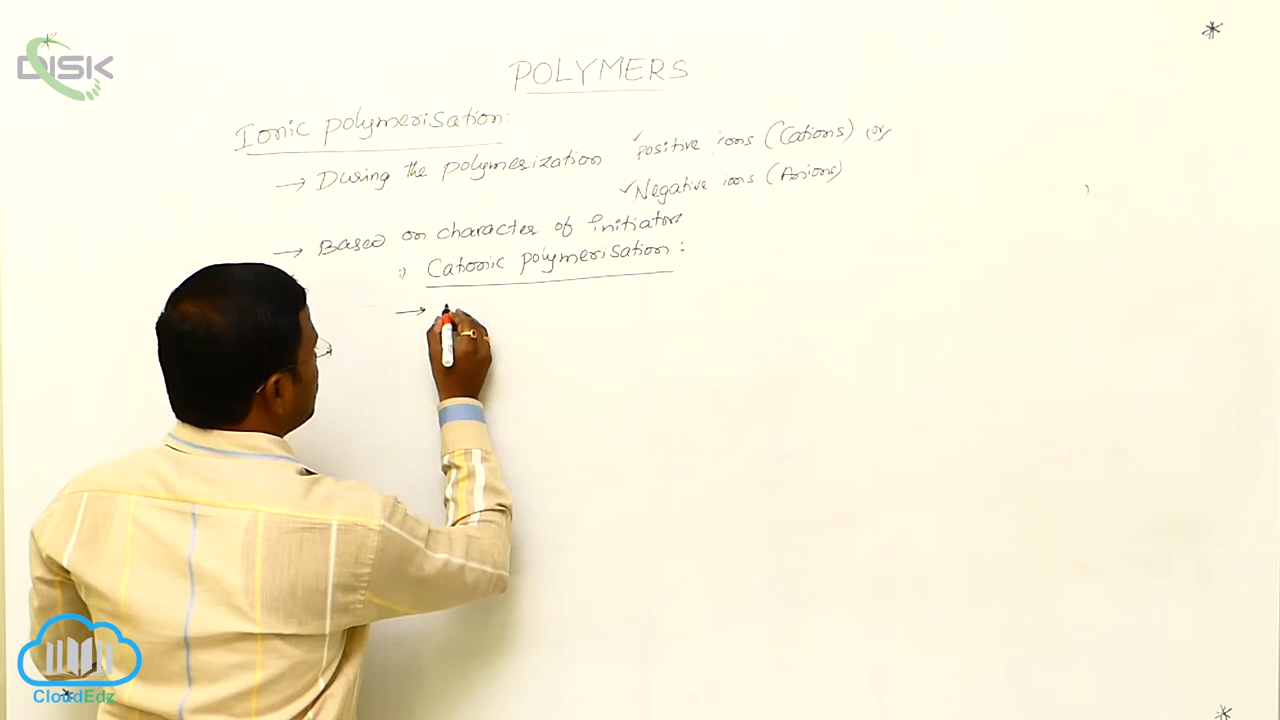 DISK
POLYMERS
Ionic polymerisation:
→ During the polymerization ✓positive ions (Cations) (or)
✓Negative ions (Anions)
→ Based on character of initiator
1) Cationic polymerisation:
→
CloudEdz